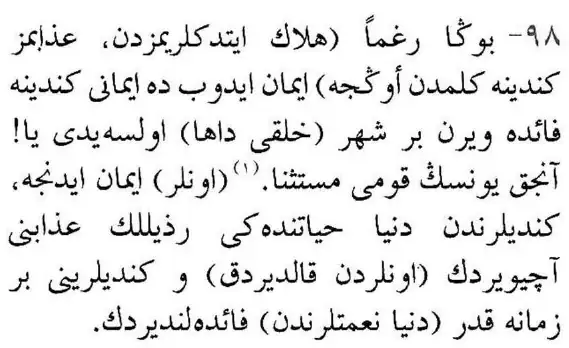 ٩٨- بوڭا رغماً (هلاك ايتدكلريمزدن، عذابمز
كندينه كلمدن أوڭجه) ايمان ايدوب ده ايمانى كندينه
فائده ويرن بر شهر (خلقى داها) اولسه‌يدى يا!
آنجق يونسڭ قومى مستثنا.(١) (اونلر) ايمان ايدنجه،
كنديلرندن دنيا حياتنده‌كى رذيللك عذابنى
آچيويردك (اونلردن قالديردق) و كنديلرينى بر
زمانه قدر (دنيا نعمتلرندن) فائده‌لنديردك.